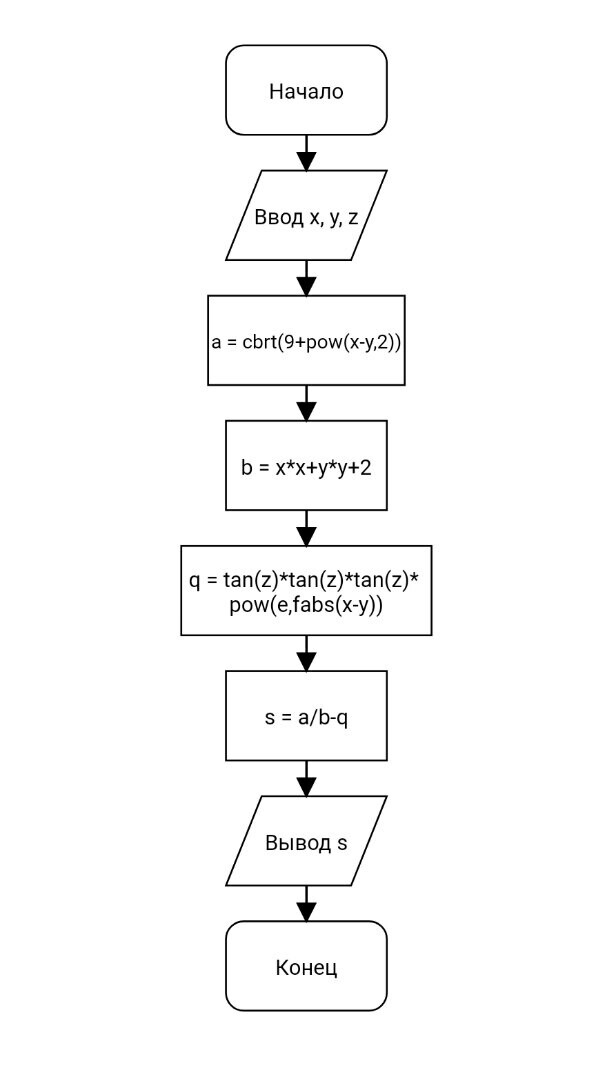 Начало
Ввод x, y, z
a = cbrt(9+pow(x-y,2))
b = x*x+y*y+2
q = tan(z)*tan(z)*tan(z)*
pow(e,fabs(x-y))
s = a/b-q
Вывод s
Конец